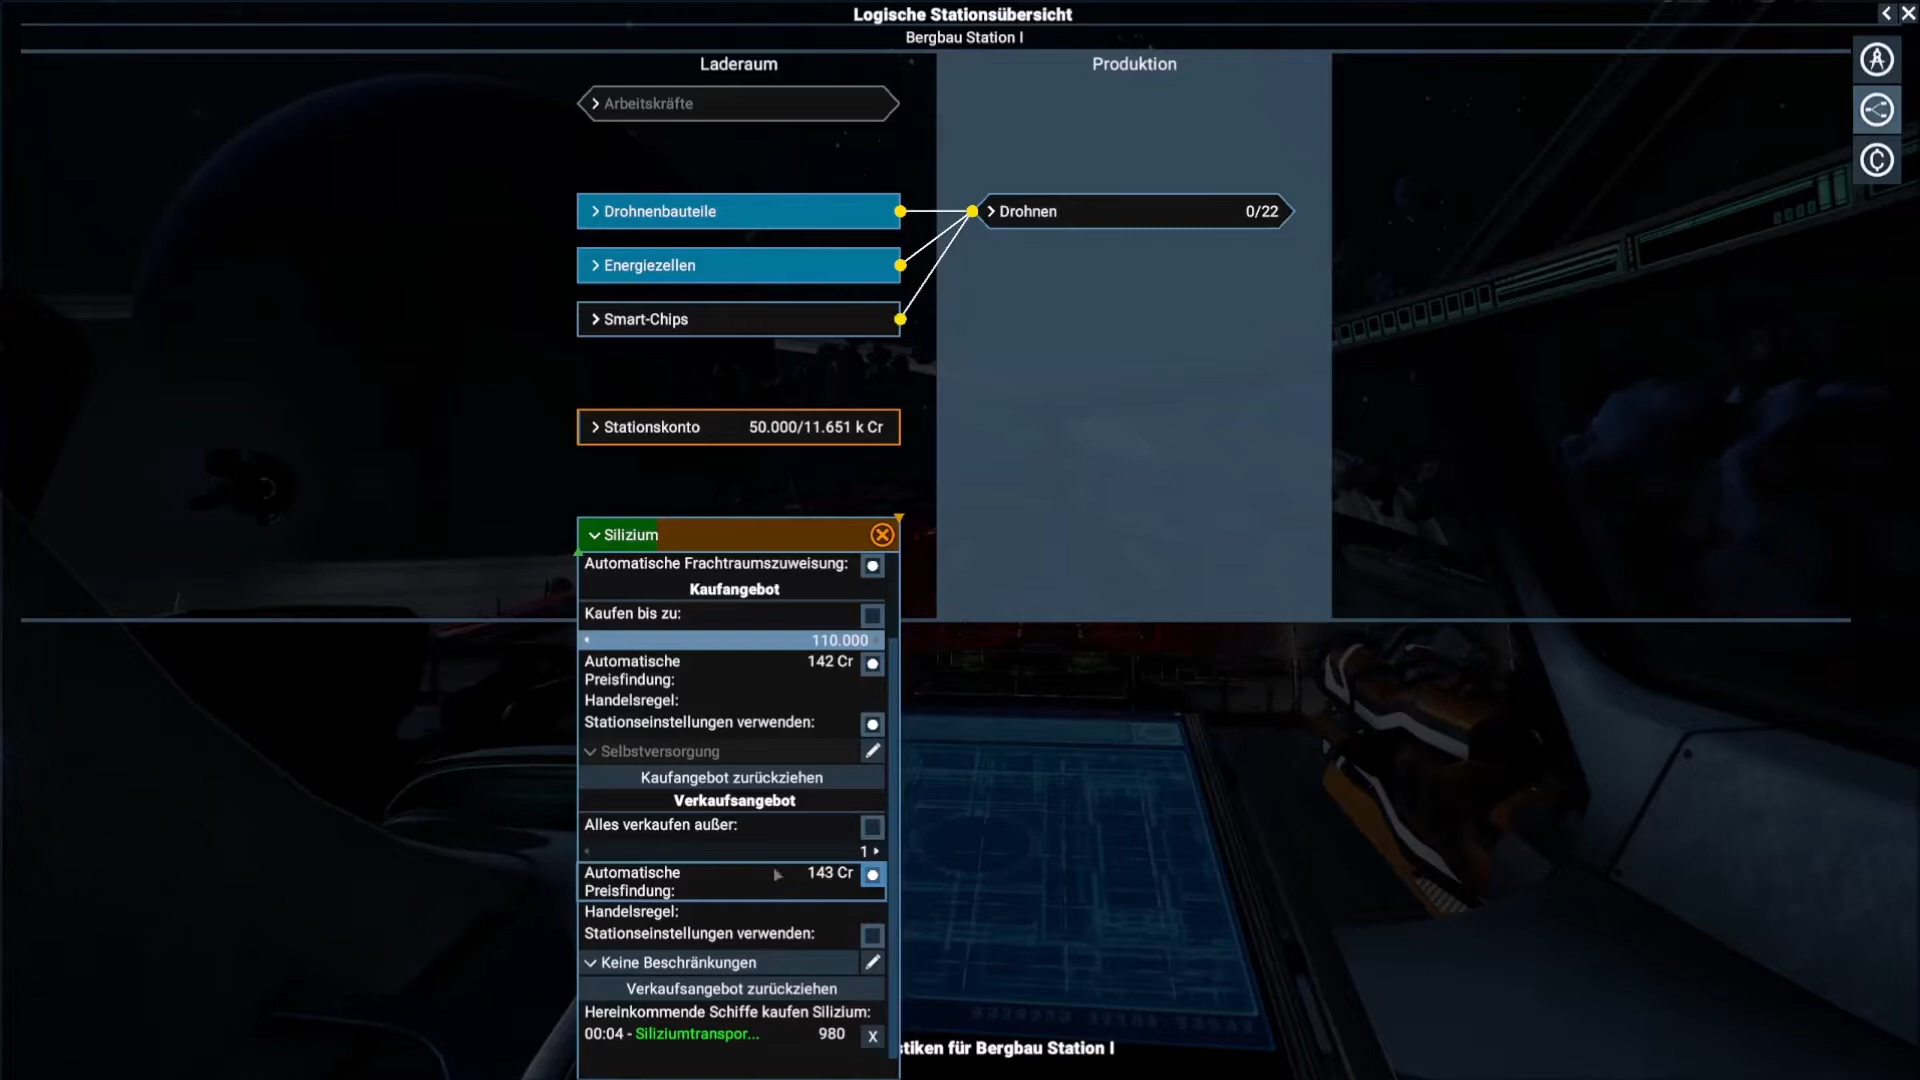 Logische Stationsübersicht
Bergbau Station I
Laderaum
Produktion
Arbeitskräfte
Drohnenbauteile
Drohnen 0/22
Energiezellen
Smart-Chips
Stationskonto 50.000/11.651 k Cr
Silizium
Automatische Frachtraumszuweisung:
Kaufangebot
Kaufen bis zu:
110.000
Automatische 142 Cr
Preisfindung:
Handelsregel:
Stationseinstellungen verwenden:
Selbstversorgung
Kaufangebot zurückziehen
Verkaufsangebot
Alles verkaufen außer:
1
Automatische 143 Cr
Preisfindung:
Handelsregel:
Stationseinstellungen verwenden:
Keine Beschränkungen
Verkaufsangebot zurückziehen
Hereinkommende Schiffe kaufen Silizium:
00:04 - Siliziumtranspor... 980 X
stiken für Bergbau Station I